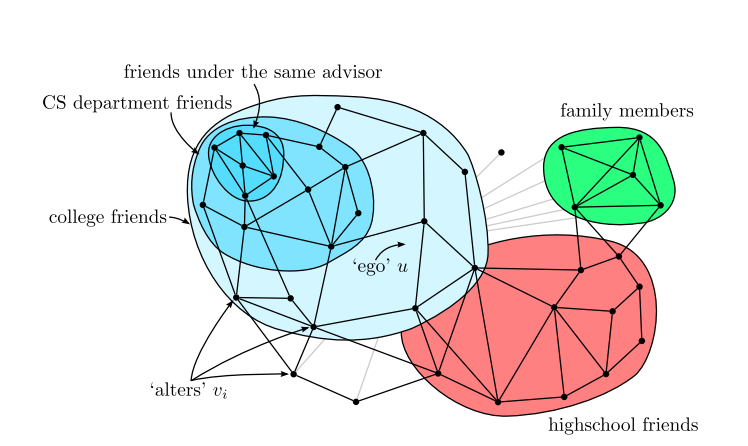 friends under the same advisor
CS department friends
family members
college friends
‘ego’ u
‘alters’ vᵢ
highschool friends